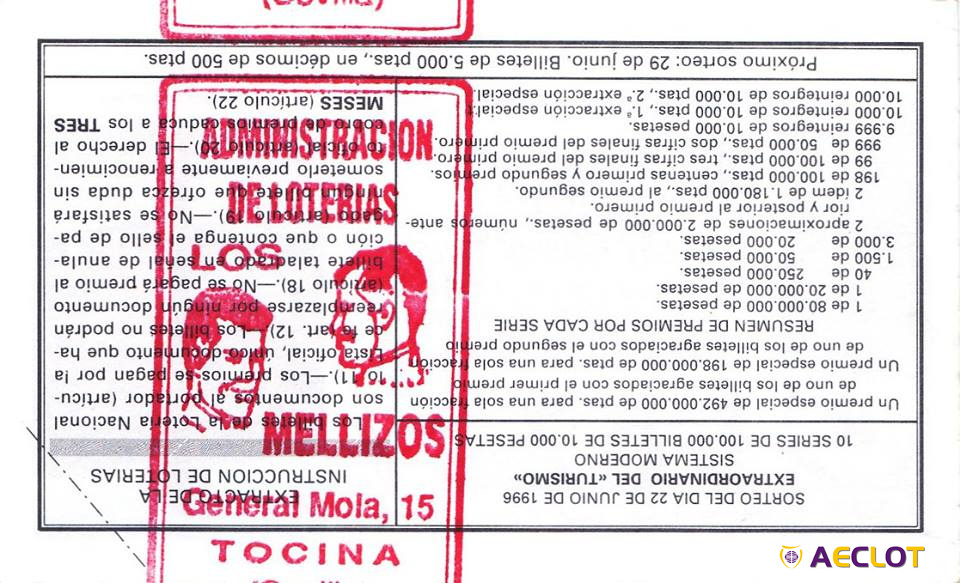 SORTEO DEL DIA 22 DE JUNIO DE 1996
EXTRAORDINARIO DEL «TURISMO»
SISTEMA MODERNO
10 SERIES DE 100.000 BILLETES DE 10.000 PESETAS
Un premio especial de 492.000.000 de ptas. para una sola fracción
de uno de los billetes agraciados con el primer premio
Un premio especial de 198.000.000 de ptas. para una sola fracción
de uno de los billetes agraciados con el segundo premio
RESUMEN DE PREMIOS POR CADA SERIE
1 de 80.000.000 de pesetas.
1 de 20.000.000 de pesetas.
40 de 250.000 pesetas.
1.500 de 50.000 pesetas.
3.000 de 20.000 pesetas.
2 aproximaciones de 2.000.000 de pesetas, números ante-
rior y posterior al premio primero.
2 ídem de 1.180.000 ptas., al premio segundo.
198 de 100.000 ptas., centenas primero y segundo premios.
99 de 100.000 ptas., tres cifras finales del premio primero.
999 de 50.000 ptas., dos cifras finales del premio primero.
9.999 reintegros de 10.000 pesetas.
10.000 reintegros de 10.000 ptas., 1.ª extracción especial.
10.000 reintegros de 10.000 ptas., 2.ª extracción especial.
EXTRACTO DE LA
INSTRUCCION DE LOTERIAS
Los billetes de la Lotería Nacional
son documentos al portador (artícu-
lo 11).—Los premios se pagan por la
Lista oficial, único documento que ha-
ce fe (art. 12).—Los billetes no podrán
reemplazarse por ningún documento
(artículo 18).—No se pagará premio al
billete taladrado en señal de anula-
ción o que contenga el sello de pa-
gado (artículo 19).—No se satisfará
ningún billete que ofrezca duda sin
someterlo previamente a renocimien-
to oficial (artículo 20).—El derecho al
cobro de premios caduca a los TRES
MESES (artículo 22).
Próximo sorteo: 29 de junio. Billetes de 5.000 ptas., en décimos de 500 ptas.
ADMINISTRACION
DE LOTERIAS
LOS
MELLIZOS
General Mola, 15
TOCINA
AECLOT